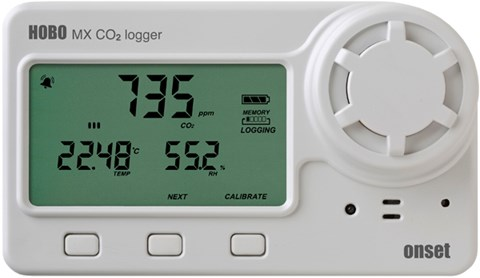 HOBO MX CO₂ logger
735 ppm
CO₂
MEMORY
LOGGING
22.48 °C 55.2 %
TEMP RH
NEXT CALIBRATE
onset